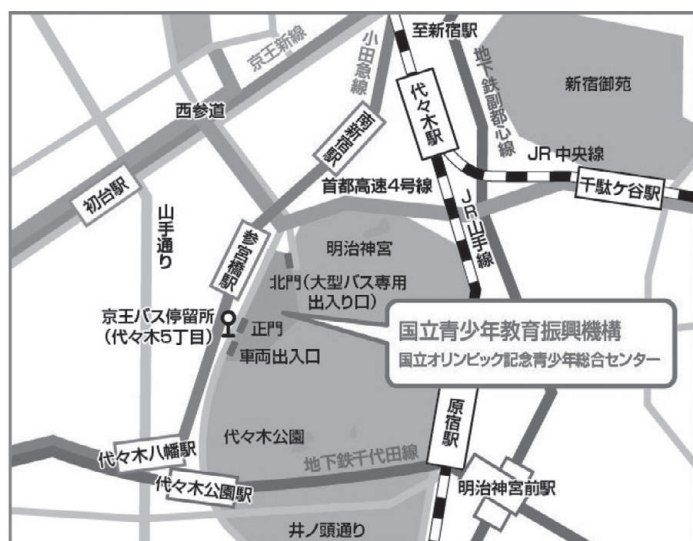 京王新線
小田急線
至新宿駅
地下鉄副都心線
新宿御苑
西参道
南新宿駅
代々木駅
JR中央線
千駄ケ谷駅
初台駅
山手通り
首都高速4号線
JR山手線
参宮橋駅
明治神宮
北門(大型バス専用
出入り口)
京王バス停留所
(代々木5丁目)
正門
車両出入口
国立青少年教育振興機構
国立オリンピック記念青少年総合センター
原宿駅
代々木公園
代々木八幡駅
地下鉄千代田線
代々木公園駅
明治神宮前駅
井ノ頭通り